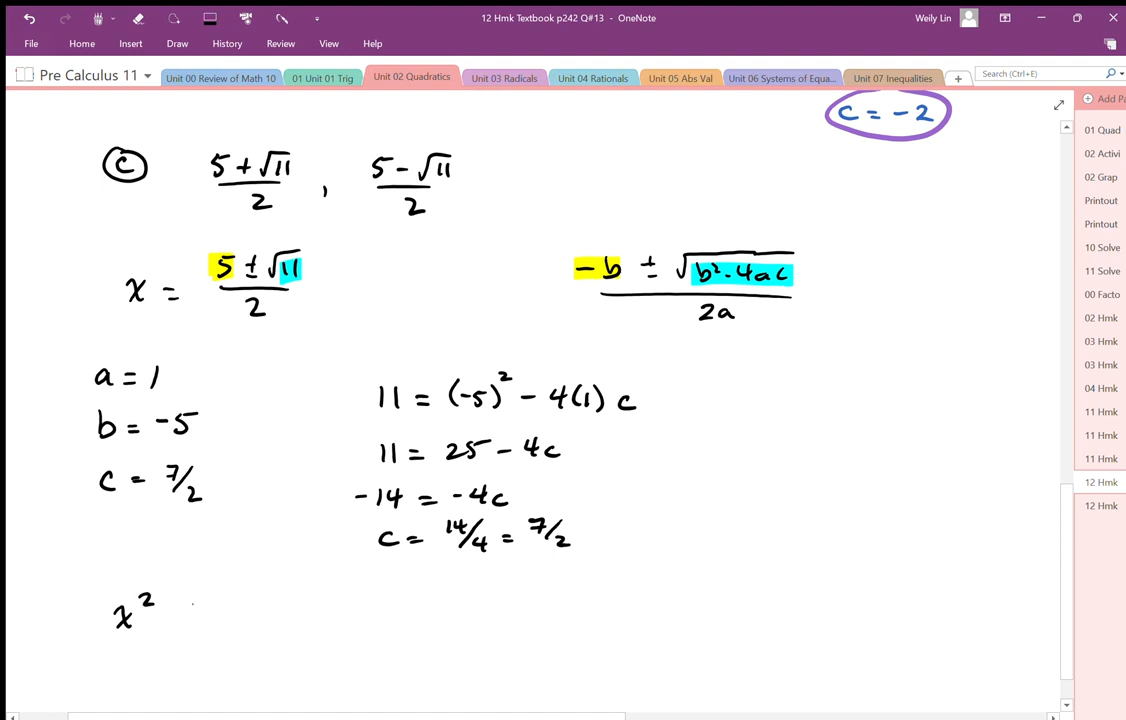 12 Hmk Textbook p242 Q#13 - OneNote
Weily Lin
File Home Insert Draw History Review View Help
Pre Calculus 11
Unit 00 Review of Math 10
01 Unit 01 Trig
Unit 02 Quadratics
Unit 03 Radicals
Unit 04 Rationals
Unit 05 Abs Val
Unit 06 Systems of Equa...
Unit 07 Inequalities
+
Search (Ctrl+E)
Add Pa
c = -2
ⓒ (5 + √11)/2 , (5 - √11)/2
x = (5 ± √11)/2
(-b ± √(b² - 4ac))/2a
a = 1
b = -5
c = 7/2
11 = (-5)² - 4(1) c
11 = 25 - 4c
-14 = -4c
c = 14/4 = 7/2
x²
01 Quad
02 Activi
02 Grap
Printout
Printout
10 Solve
11 Solve
00 Facto
02 Hmk
03 Hmk
03 Hmk
04 Hmk
11 Hmk
11 Hmk
11 Hmk
12 Hmk
12 Hmk